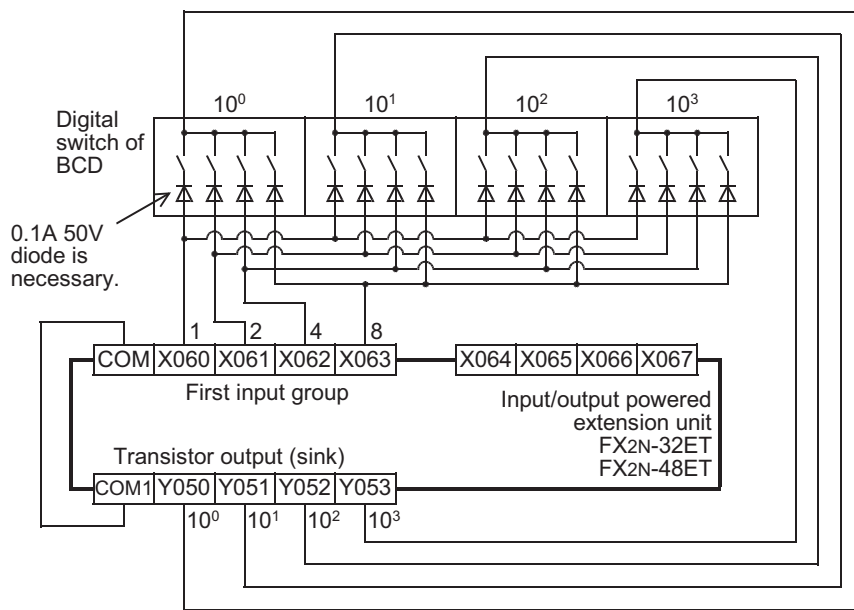 10⁰ 10¹ 10² 10³
Digital
switch of
BCD
0.1A 50V
diode is
necessary.
1 2 4 8
COM X060 X061 X062 X063 X064 X065 X066 X067
First input group
Input/output powered
extension unit
FX2N-32ET
FX2N-48ET
Transistor output (sink)
COM1 Y050 Y051 Y052 Y053
10⁰ 10¹ 10² 10³